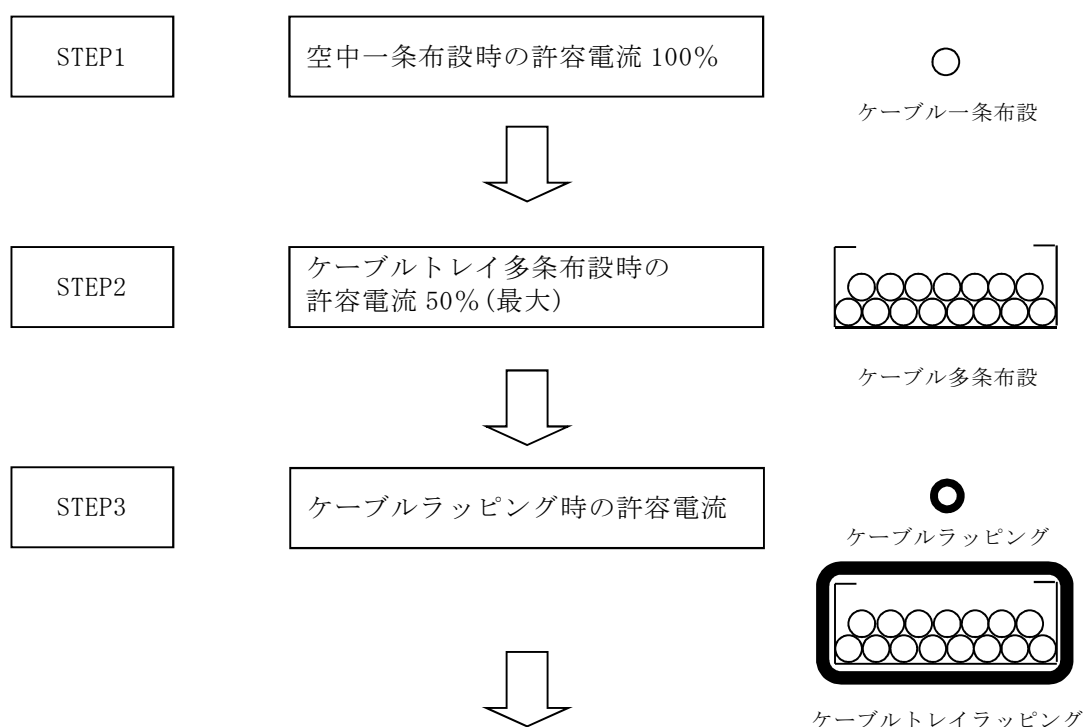 STEP1
空中一条布設時の許容電流 100%
ケーブル一条布設
STEP2
ケーブルトレイ多条布設時の
許容電流 50%(最大)
ケーブル多条布設
STEP3
ケーブルラッピング時の許容電流
ケーブルラッピング
ケーブルトレイラッピング